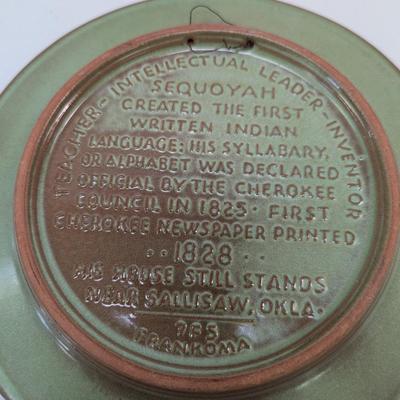 TEACHER - INTELLECTUAL LEADER - INVENTOR
SEQUOYAH
CREATED THE FIRST
WRITTEN INDIAN
LANGUAGE; HIS SYLLABARY,
OR ALPHABET WAS DECLARED
OFFICIAL BY THE CHEROKEE
COUNCIL IN 1825. FIRST
CHEROKEE NEWSPAPER PRINTED
·· 1828 ··
HIS HOUSE STILL STANDS
NEAR SALLISAW, OKLA.
7FS
FRANKOMA